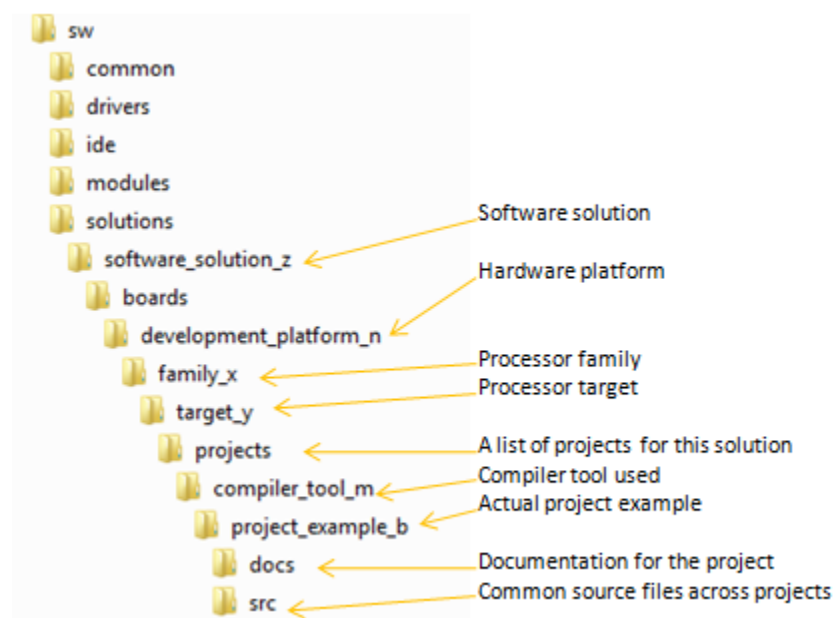 sw
common
drivers
ide
modules
solutions
Software solution
software_solution_z
Hardware platform
boards
development_platform_n
Processor family
family_x
Processor target
target_y
A list of projects for this solution
projects
Compiler tool used
compiler_tool_m
Actual project example
project_example_b
Documentation for the project
docs
Common source files across projects
src